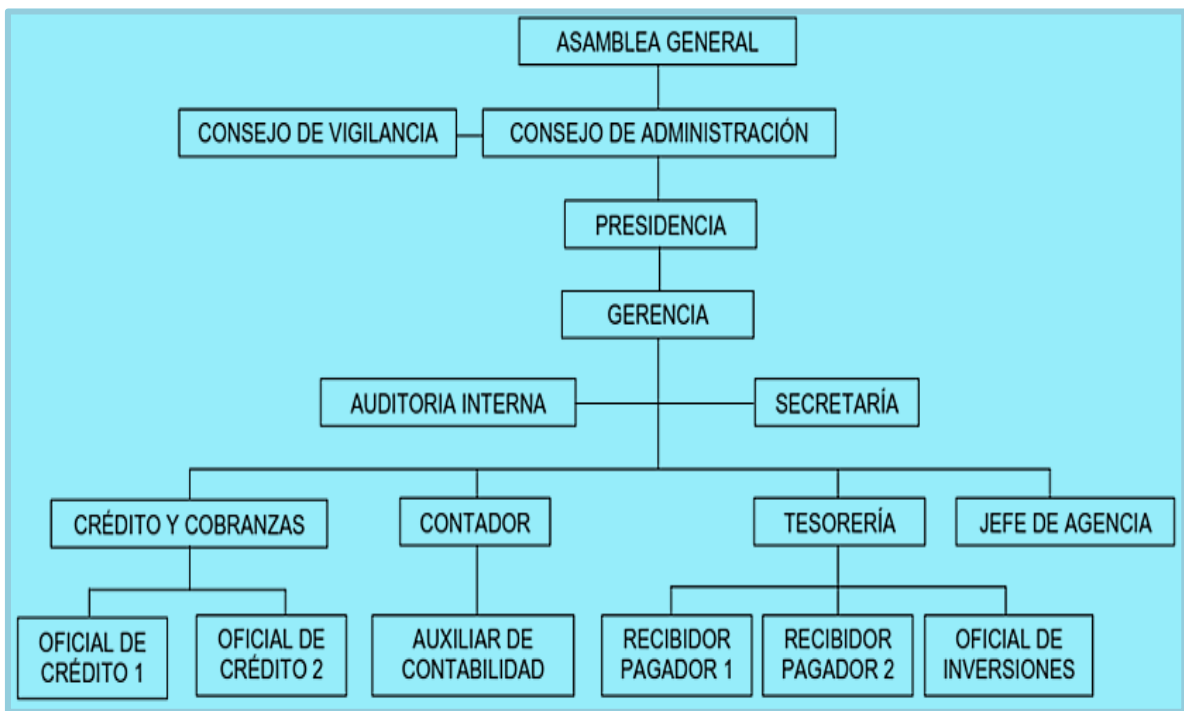 ASAMBLEA GENERAL
CONSEJO DE VIGILANCIA
CONSEJO DE ADMINISTRACIÓN
PRESIDENCIA
GERENCIA
AUDITORIA INTERNA
SECRETARÍA
CRÉDITO Y COBRANZAS
CONTADOR
TESORERÍA
JEFE DE AGENCIA
OFICIAL DE
CRÉDITO 1
OFICIAL DE
CRÉDITO 2
AUXILIAR DE
CONTABILIDAD
RECIBIDOR
PAGADOR 1
RECIBIDOR
PAGADOR 2
OFICIAL DE
INVERSIONES